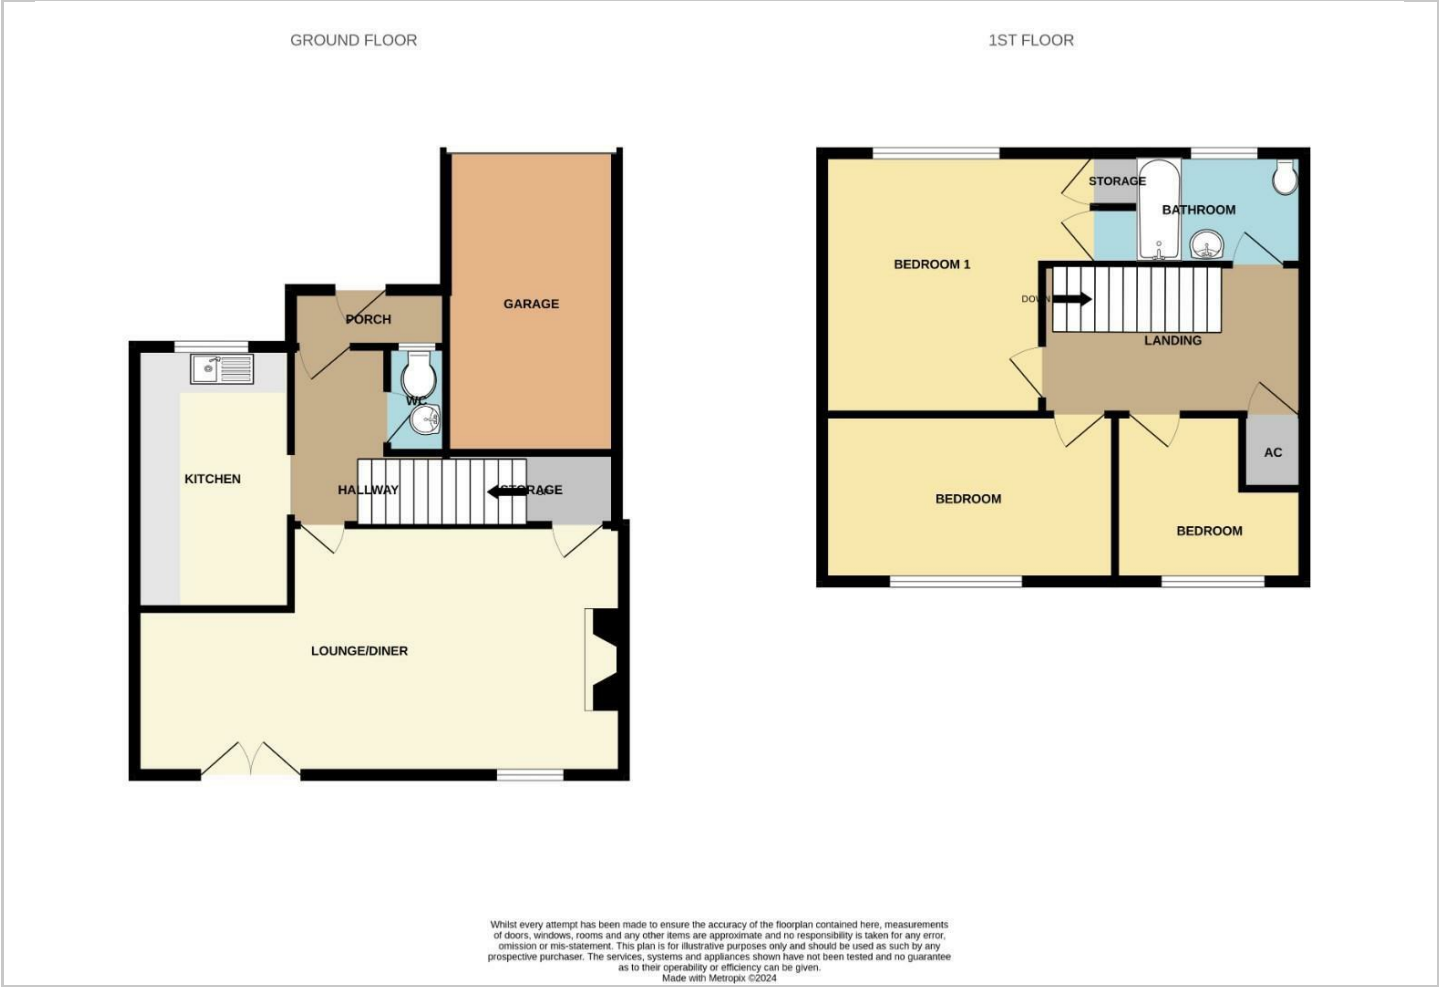 GROUND FLOOR
1ST FLOOR
PORCH
GARAGE
WC
KITCHEN
HALLWAY
STORAGE
LOUNGE/DINER
STORAGE
BATHROOM
BEDROOM 1
DOWN
LANDING
AC
BEDROOM
BEDROOM
Whilst every attempt has been made to ensure the accuracy of the floorplan contained here, measurements
of doors, windows, rooms and any other items are approximate and no responsibility is taken for any error,
omission or mis-statement. This plan is for illustrative purposes only and should be used as such by any
prospective purchaser. The services, systems and appliances shown have not been tested and no guarantee
as to their operability or efficiency can be given.
Made with Metropix ©2024